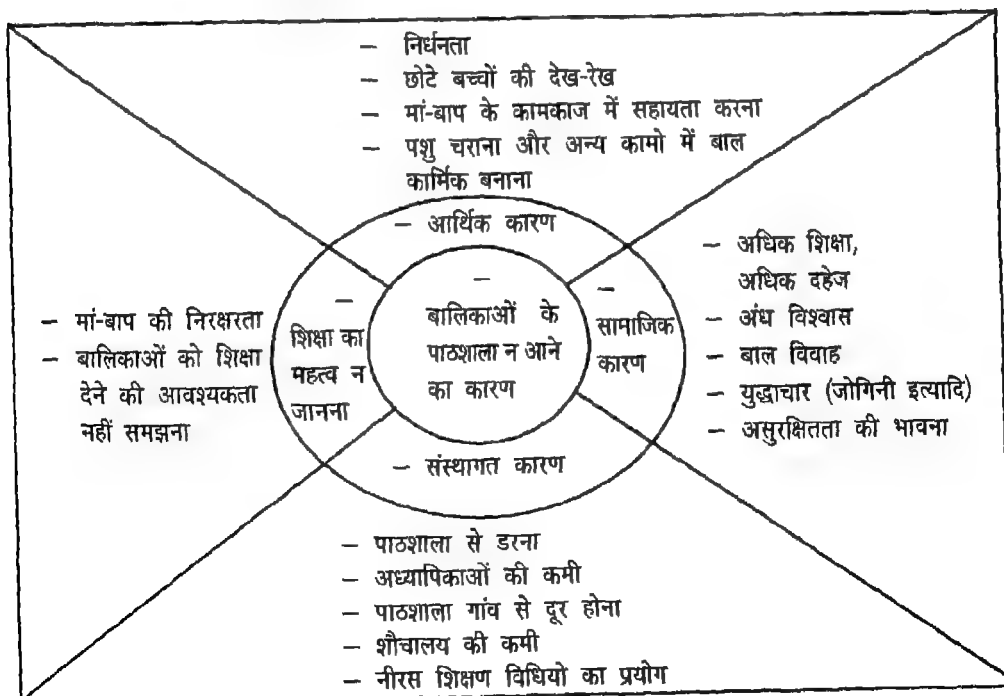 – निर्धनता
– छोटे बच्चों की देख-रेख
– मां-बाप के कामकाज में सहायता करना
– पशु चराना और अन्य कामो में बाल
कार्मिक बनाना
– आर्थिक कारण
– मां-बाप की निरक्षरता
– बालिकाओं को शिक्षा
देने की आवश्यकता
नहीं समझना
–
शिक्षा का
महत्व न
जानना
–
बालिकाओं के
पाठशाला न आने
का कारण
–
सामाजिक
कारण
– अधिक शिक्षा,
अधिक दहेज
– अंध विश्वास
– बाल विवाह
– युद्धाचार (जोगिनी इत्यादि)
– असुरक्षितता की भावना
– संस्थागत कारण
– पाठशाला से डरना
– अध्यापिकाओं की कमी
– पाठशाला गांव से दूर होना
– शौचालय की कमी
– नीरस शिक्षण विधियो का प्रयोग